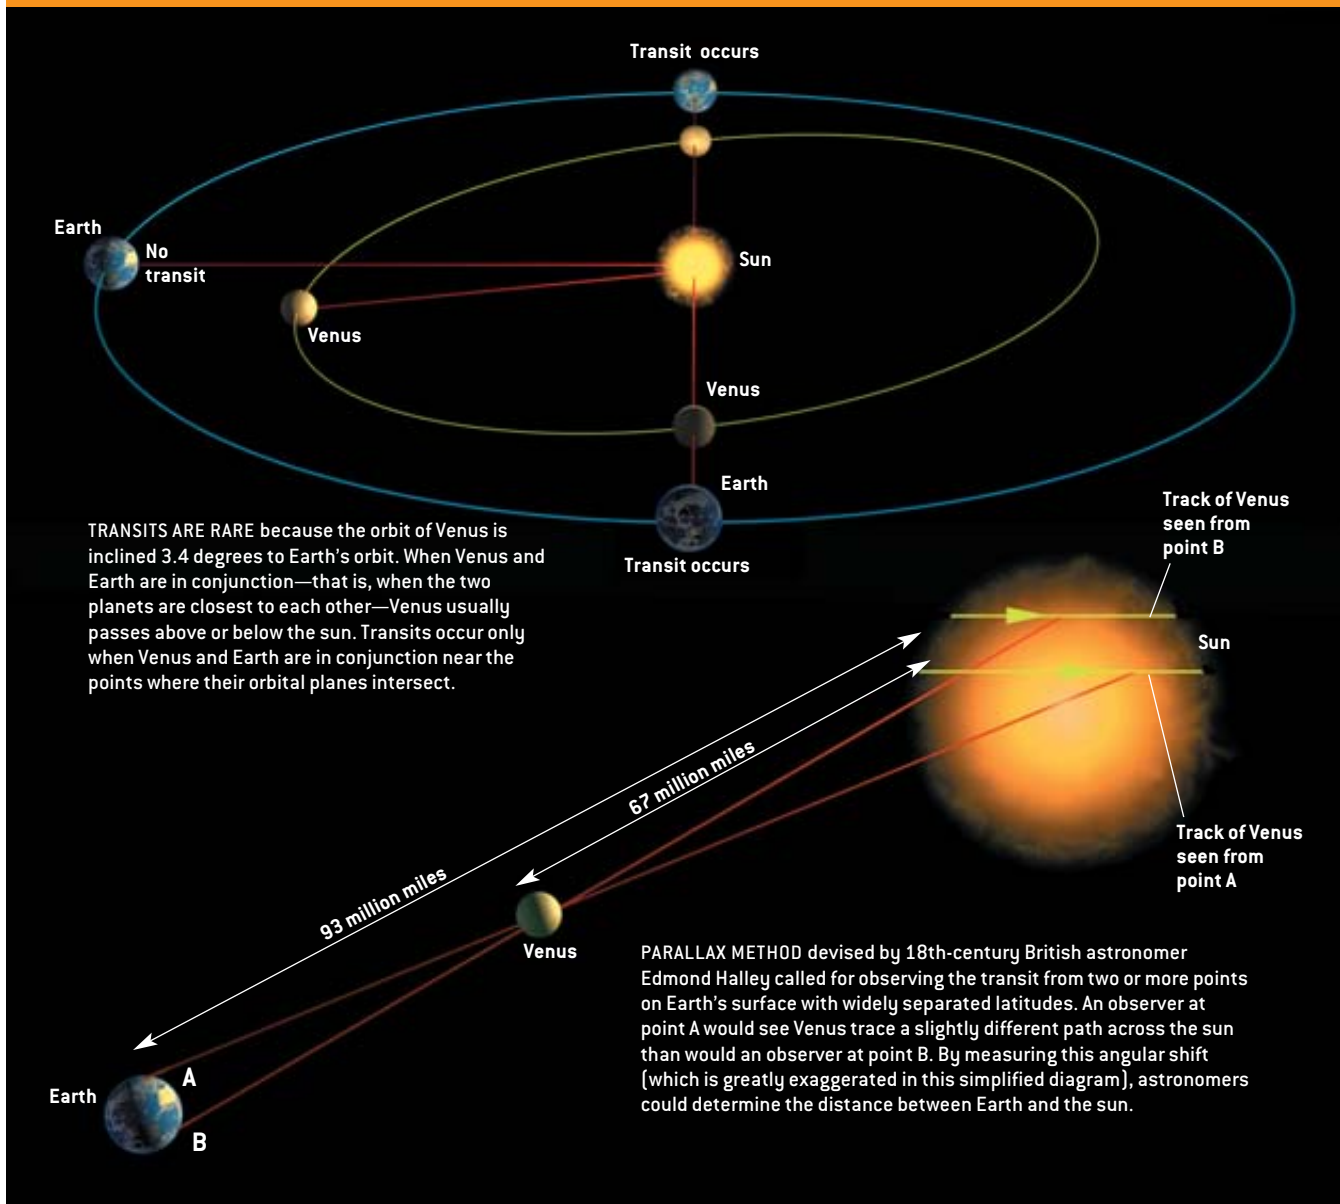 Transit occurs
Earth
No
transit
Sun
Venus
Venus
Earth
Transit occurs
TRANSITS ARE RARE because the orbit of Venus is
inclined 3.4 degrees to Earth's orbit. When Venus and
Earth are in conjunction—that is, when the two
planets are closest to each other—Venus usually
passes above or below the sun. Transits occur only
when Venus and Earth are in conjunction near the
points where their orbital planes intersect.
Track of Venus
seen from
point B
Sun
67 million miles
93 million miles
Track of Venus
seen from
point A
Venus
Earth
A
B
PARALLAX METHOD devised by 18th-century British astronomer
Edmond Halley called for observing the transit from two or more points
on Earth's surface with widely separated latitudes. An observer at
point A would see Venus trace a slightly different path across the sun
than would an observer at point B. By measuring this angular shift
(which is greatly exaggerated in this simplified diagram), astronomers
could determine the distance between Earth and the sun.